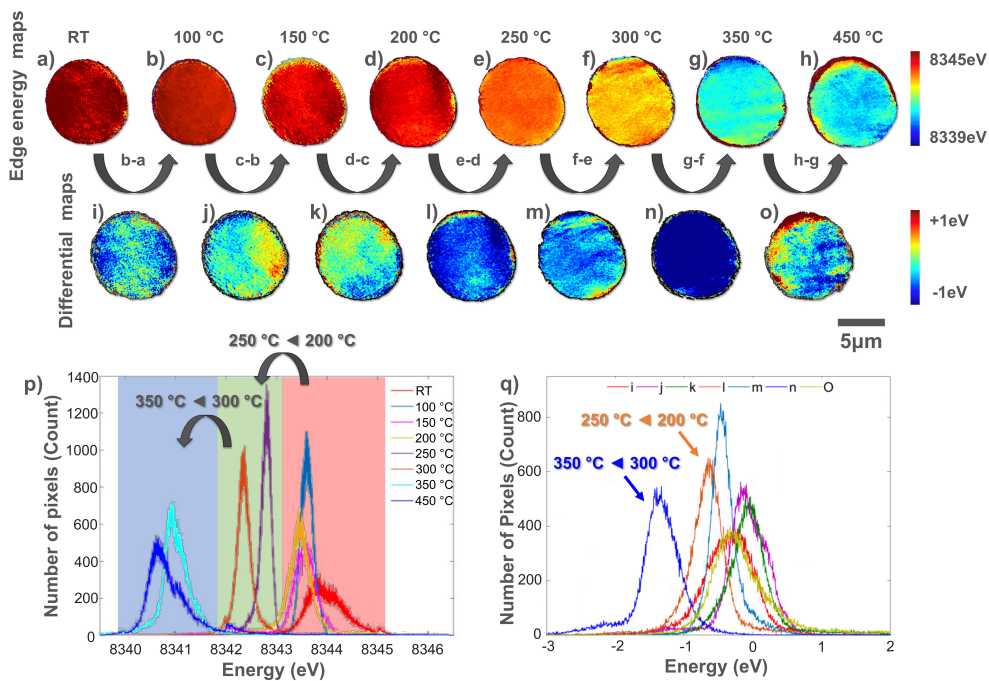 Edge energy maps
RT 100 °C 150 °C 200 °C 250 °C 300 °C 350 °C 450 °C
a) b) c) d) e) f) g) h)
8345eV
8339eV
b-a c-b d-c e-d f-e g-f h-g
Differential maps
i) j) k) l) m) n) o)
+1eV
-1eV
5μm
250 °C ◄ 200 °C
p)
350 °C ◄ 300 °C
Number of pixels (Count)
1400
1200
1000
800
600
400
200
0
RT
100 °C
150 °C
200 °C
250 °C
300 °C
350 °C
450 °C
8340 8341 8342 8343 8344 8345 8346
Energy (eV)
q)
i j k l m n O
250 °C ◄ 200 °C
350 °C ◄ 300 °C
Number of Pixels (Count)
800
600
400
200
0
-3 -2 -1 0 1 2
Energy (eV)